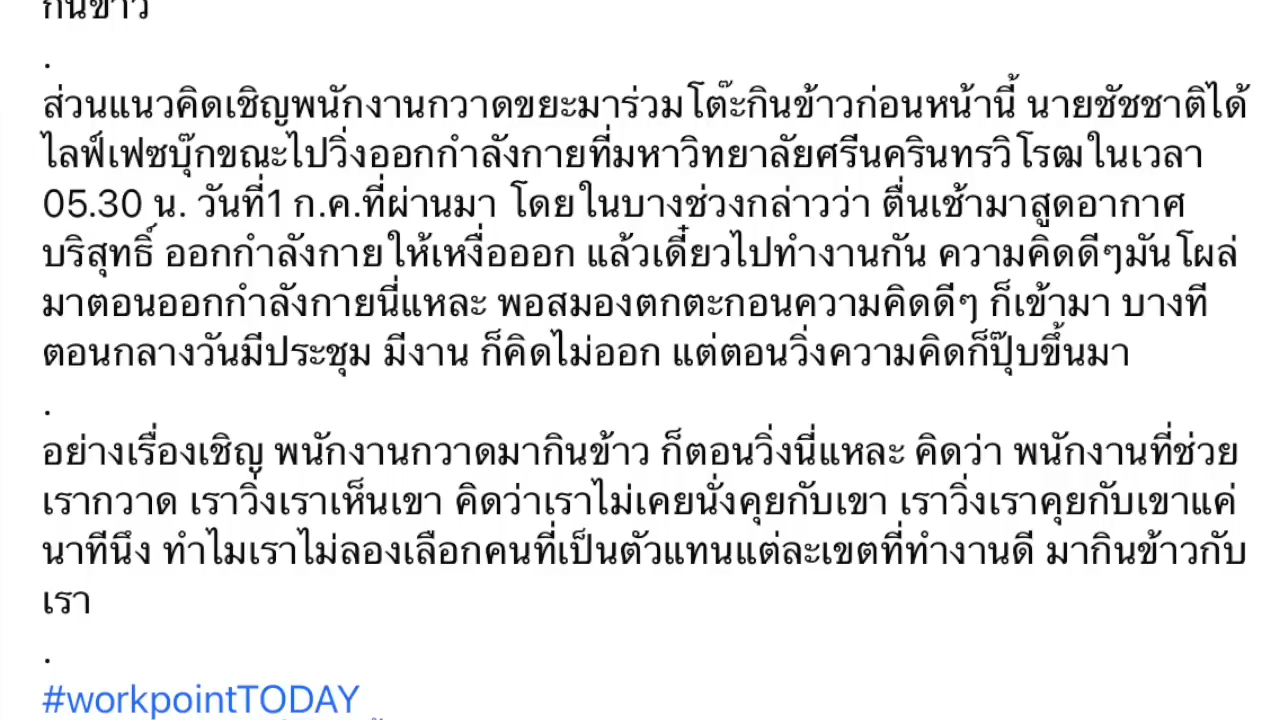 กินข้าว
.
ส่วนแนวคิดเชิญพนักงานกวาดขยะมาร่วมโต๊ะกินข้าวก่อนหน้านี้ นายชัชชาติได้
ไลฟ์เฟซบุ๊กขณะไปวิ่งออกกำลังกายที่มหาวิทยาลัยศรีนครินทรวิโรฒในเวลา
05.30 น. วันที่1 ก.ค.ที่ผ่านมา โดยในบางช่วงกล่าวว่า ตื่นเช้ามาสูดอากาศ
บริสุทธิ์ ออกกำลังกายให้เหงื่อออก แล้วเดี๋ยวไปทำงานกัน ความคิดดีๆมันโผล่
มาตอนออกกำลังกายนี่แหละ พอสมองตกตะกอนความคิดดีๆ ก็เข้ามา บางที
ตอนกลางวันมีประชุม มีงาน ก็คิดไม่ออก แต่ตอนวิ่งความคิดก็ปุ๊บขึ้นมา
.
อย่างเรื่องเชิญ พนักงานกวาดมากินข้าว ก็ตอนวิ่งนี่แหละ คิดว่า พนักงานที่ช่วย
เรากวาด เราวิ่งเราเห็นเขา คิดว่าเราไม่เคยนั่งคุยกับเขา เราวิ่งเราคุยกับเขาแค่
นาทีนึง ทำไมเราไม่ลองเลือกคนที่เป็นตัวแทนแต่ละเขตที่ทำงานดี มากินข้าวกับ
เรา
.
#workpointTODAY